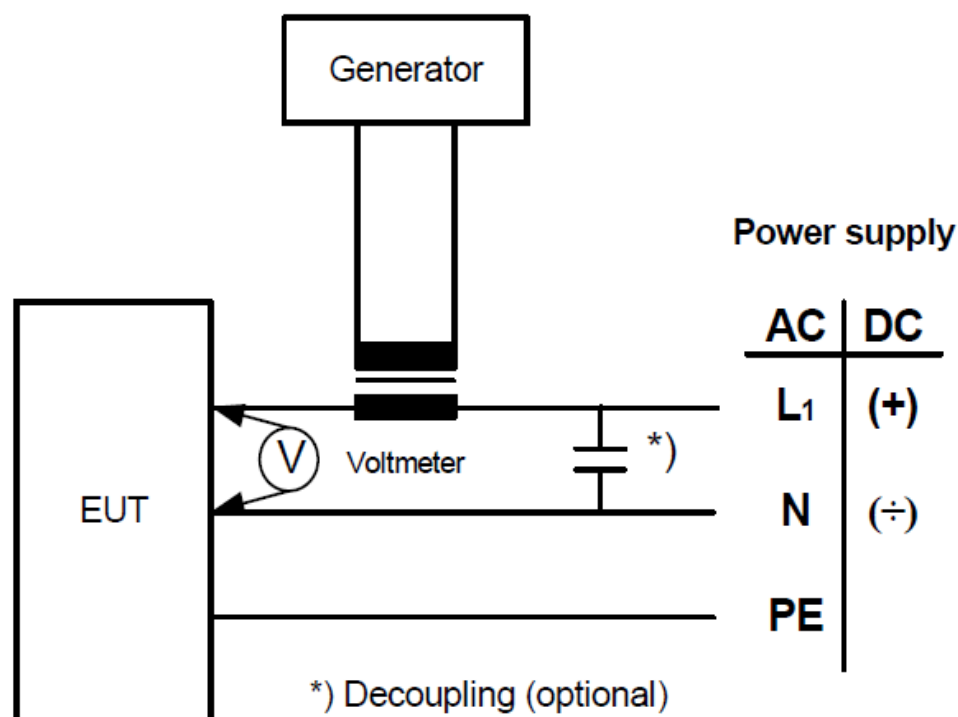 Generator
Power supply
AC DC
L1 (+)
*)
V Voltmeter
EUT
N (÷)
PE
*) Decoupling (optional)